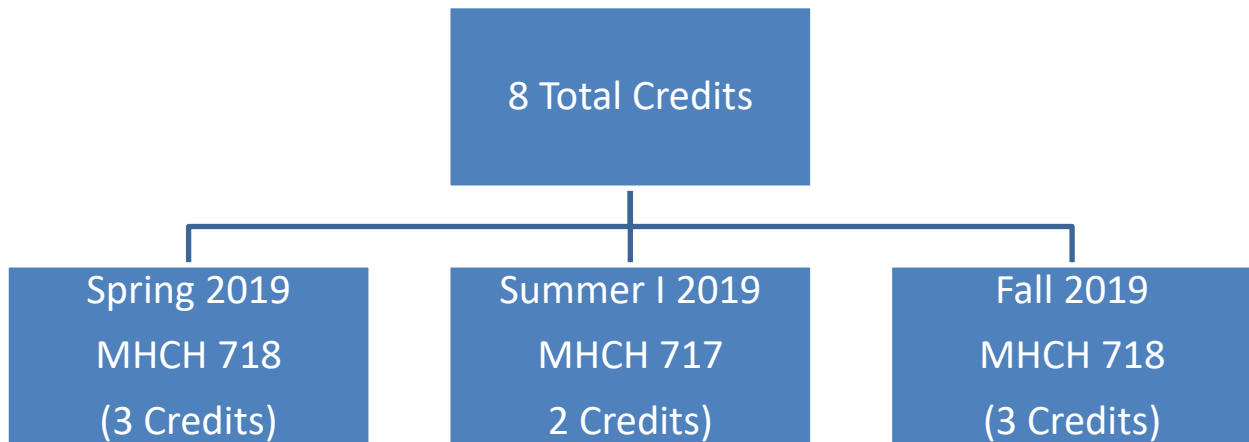 8 Total Credits
Spring 2019
MHCH 718
(3 Credits)
Summer I 2019
MHCH 717
2 Credits)
Fall 2019
MHCH 718
(3 Credits)